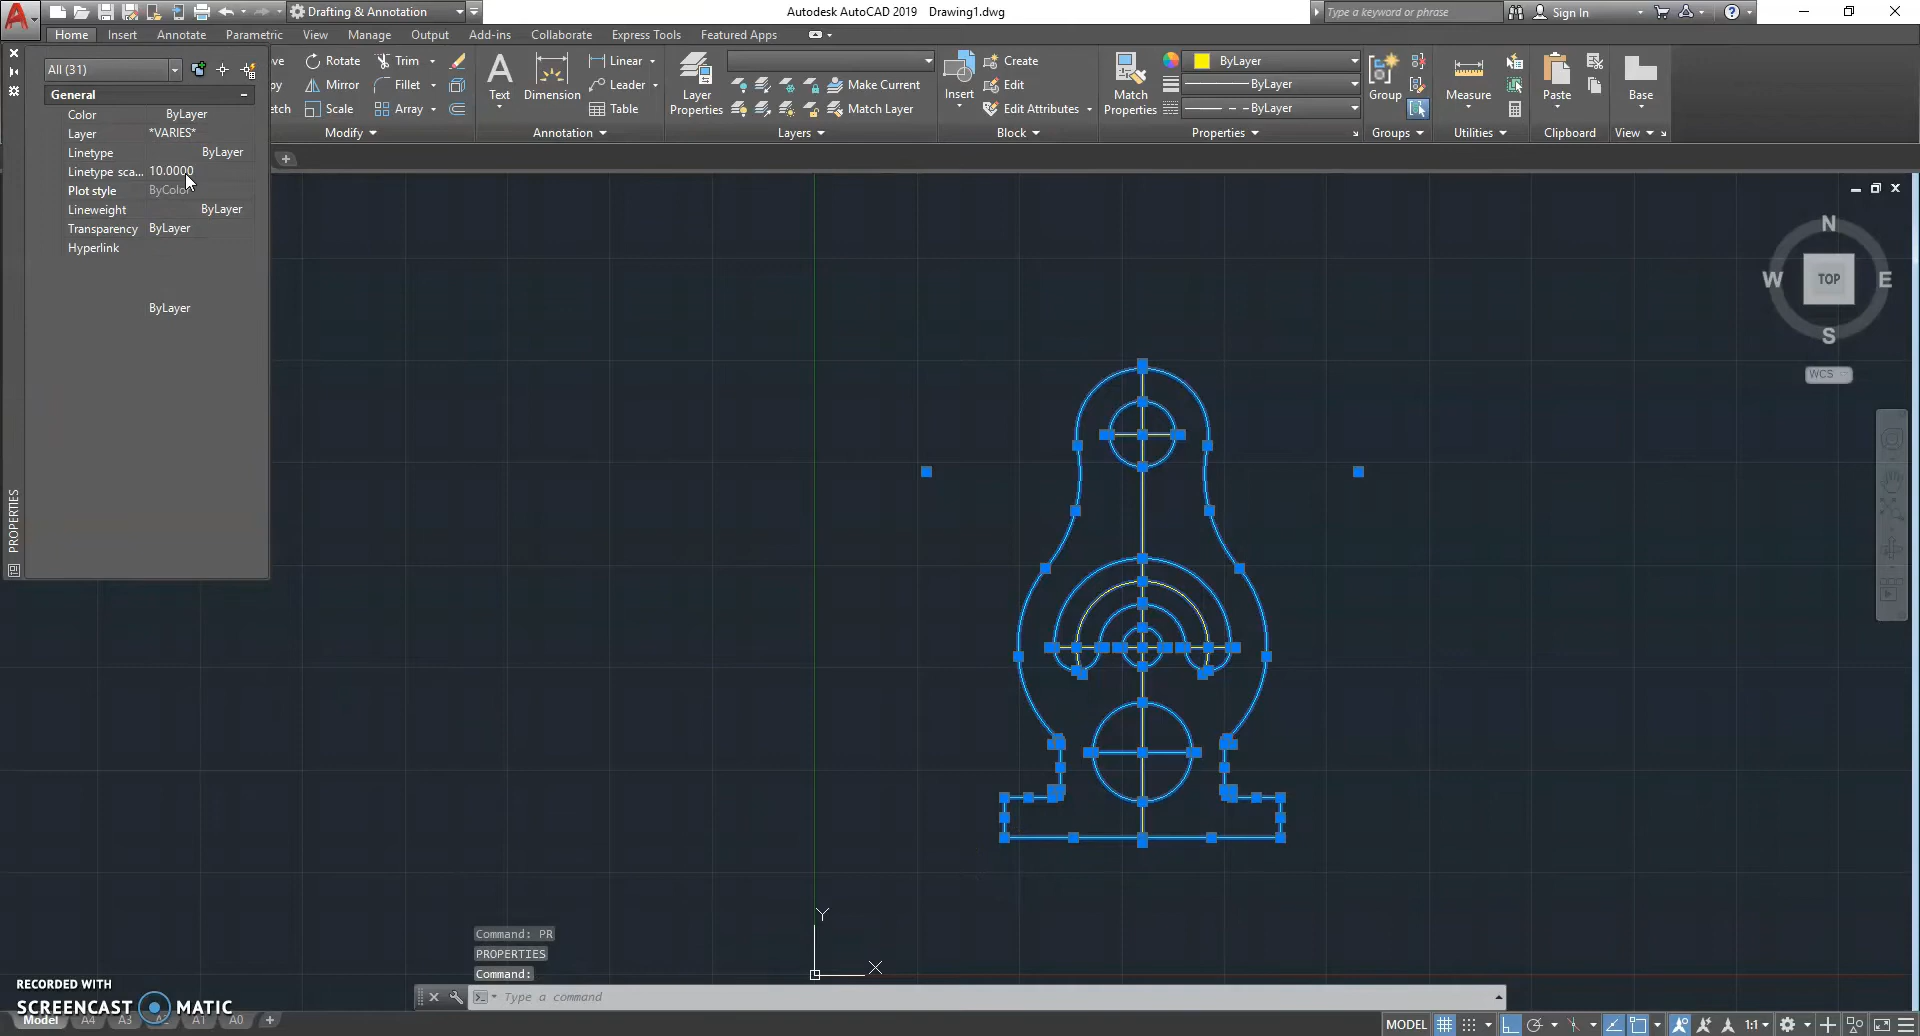 Drafting & Annotation
Autodesk AutoCAD 2019 Drawing1.dwg
Type a keyword or phrase
Sign In
Home Insert Annotate Parametric View Manage Output Add-ins Collaborate Express Tools Featured Apps
All (31)
General
Color ByLayer
Layer *VARIES*
Linetype ByLayer
Linetype sca... 10.0000
Plot style
Lineweight ByLayer
Transparency ByLayer
Hyperlink
ByLayer
PROPERTIES
Rotate Trim
Mirror Fillet
Scale Array
Modify
Text Dimension
Linear
Leader
Table
Annotation
Layer
Properties
Make Current
Match Layer
Layers
Insert
Create
Edit
Edit Attributes
Block
Match
Properties
ByLayer
ByLayer
ByLayer
Properties
Group
Groups
Measure
Utilities
Paste
Clipboard
Base
View
N
W TOP E
S
WCS
Y
X
Command: PR
PROPERTIES
Command:
Type a command
RECORDED WITH
SCREENCAST MATIC
Model A4 A3 A2 A1 A0
MODEL 1:1